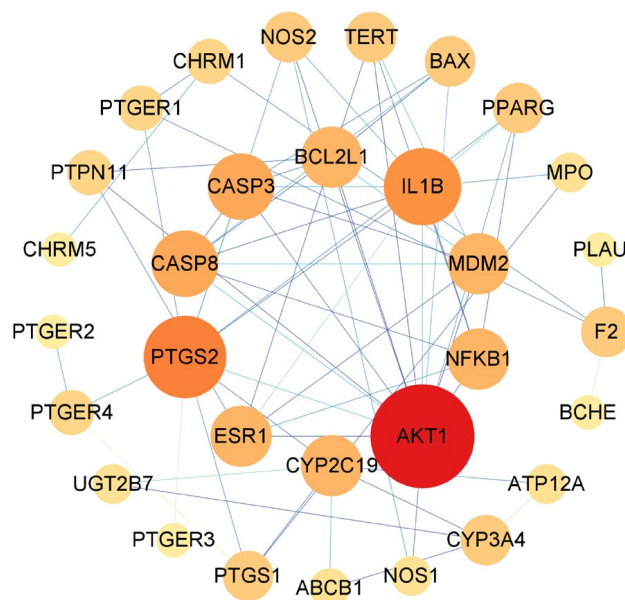 NOS2
TERT
CHRM1
BAX
PTGER1
PPARG
BCL2L1
PTPN11
CASP3
IL1B
MPO
CHRM5
CASP8
MDM2
PLAU
PTGER2
PTGS2
NFKB1
F2
PTGER4
ESR1
AKT1
BCHE
UGT2B7
CYP2C19
ATP12A
PTGER3
CYP3A4
PTGS1
ABCB1
NOS1